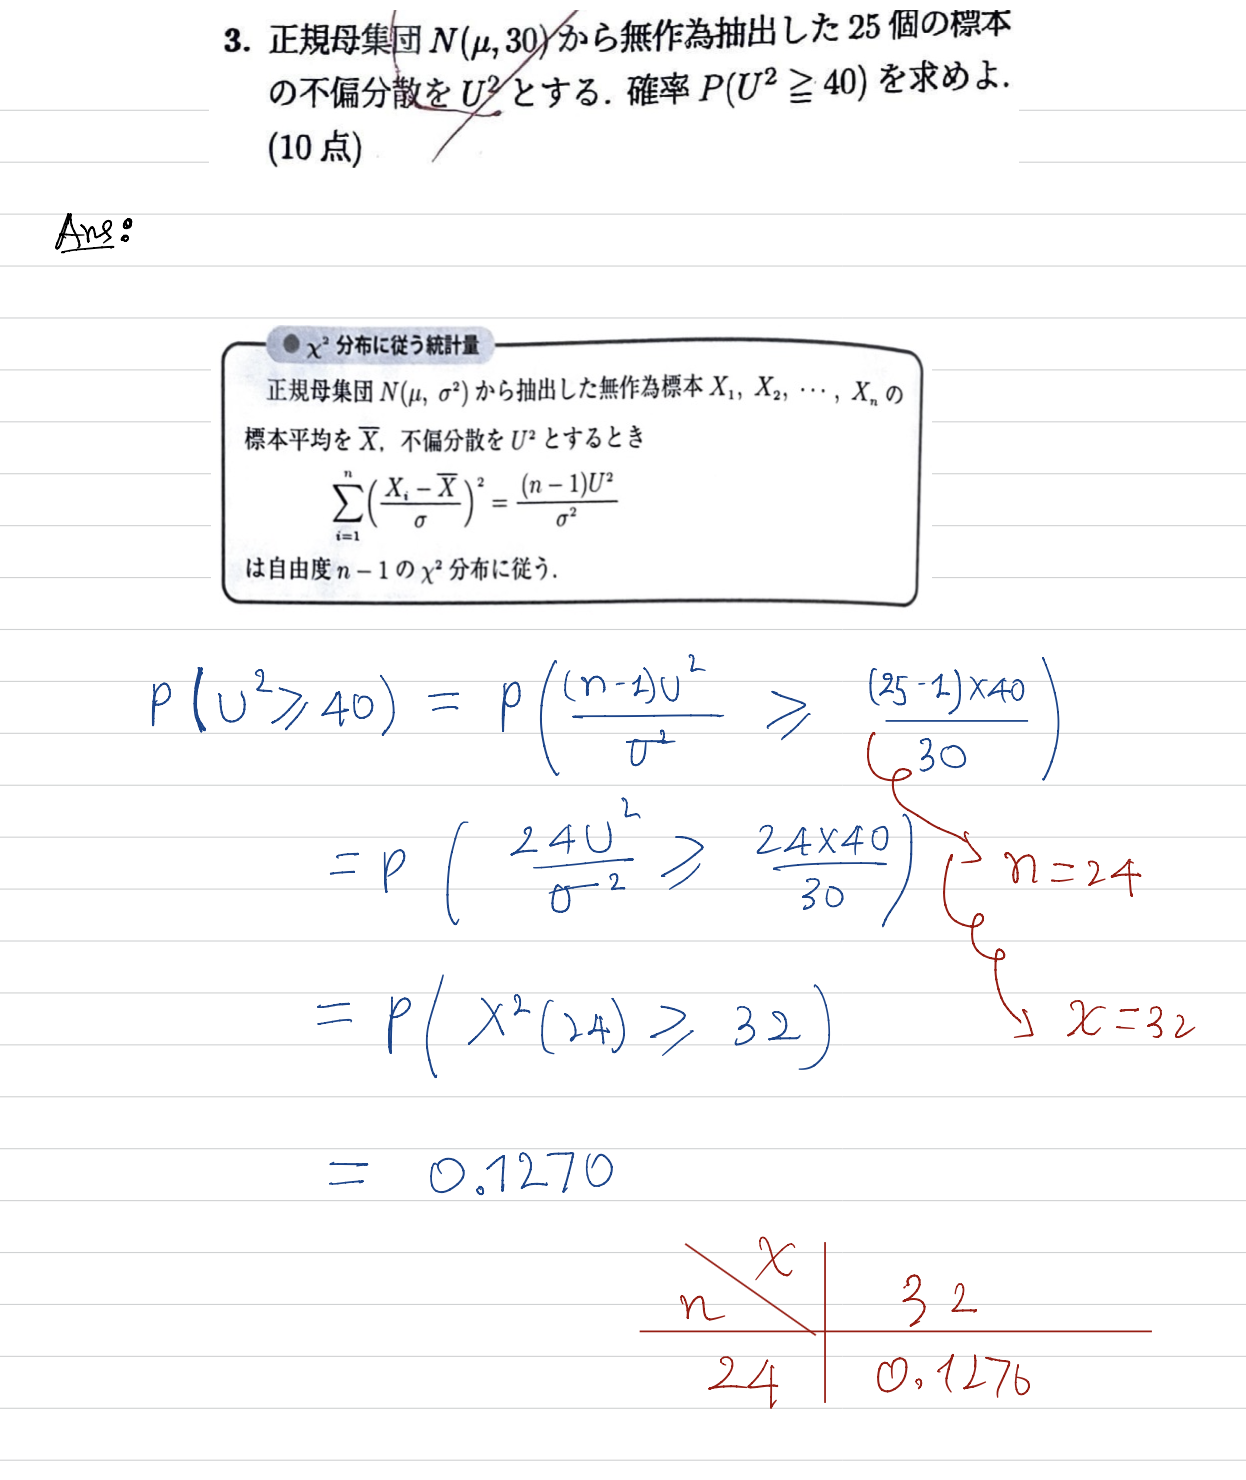 3. 正規母集団 N(μ, 30) から無作為抽出した 25 個の標本
の不偏分散を U² とする. 確率 P(U² ≧ 40) を求めよ.
(10 点)
Ans:
● χ² 分布に従う統計量
正規母集団 N(μ, σ²) から抽出した無作為標本 X₁, X₂, ⋯, Xₙ の
標本平均を X̅, 不偏分散を U² とするとき
∑ⁿᵢ₌₁ ((Xᵢ − X̅)/σ)² = (n − 1)U²/σ²
は自由度 n − 1 の χ² 分布に従う.
P(U² ⩾ 40) = P((n-1)U²/σ² ⩾ (25-1)×40/30)
= P(24U²/σ² ⩾ 24×40/30) n=24
= P(X²(24) ⩾ 32) x=32
= 0.1270
x
n 32
24 0.1270